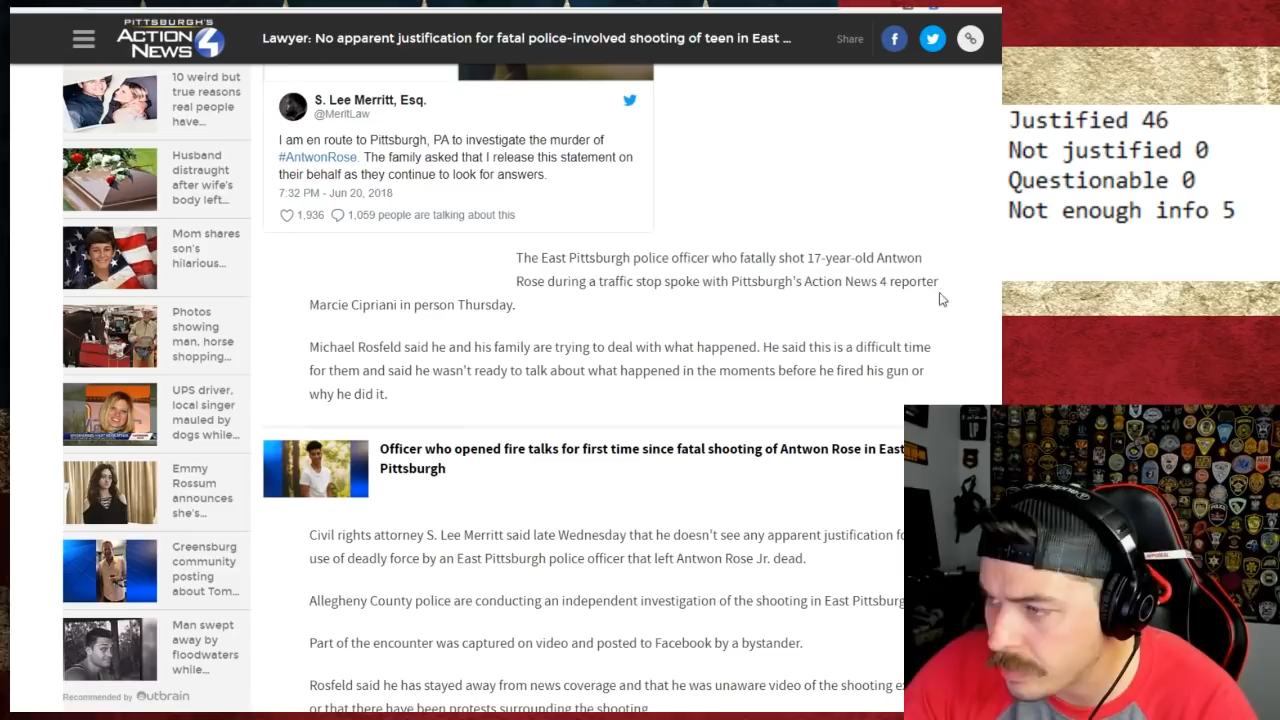 PITTSBURGH'S
ACTION
NEWS 4
Lawyer: No apparent justification for fatal police-involved shooting of teen in East ...
Share
10 weird but
true reasons
real people
have...
Husband
distraught
after wife's
body left...
Mom shares
son's
hilarious...
Photos
showing
man, horse
shopping...
UPS driver,
local singer
mauled by
dogs while...
Emmy
Rossum
announces
she's...
Greensburg
community
posting
about Tom...
Man swept
away by
floodwaters
while...
Recommended by Outbrain
S. Lee Merritt, Esq.
@MeritLaw
I am en route to Pittsburgh, PA to investigate the murder of
#AntwonRose. The family asked that I release this statement on
their behalf as they continue to look for answers.
7:32 PM - Jun 20, 2018
1,936 1,059 people are talking about this
The East Pittsburgh police officer who fatally shot 17-year-old Antwon
Rose during a traffic stop spoke with Pittsburgh's Action News 4 reporter
Marcie Cipriani in person Thursday.
Michael Rosfeld said he and his family are trying to deal with what happened. He said this is a difficult time
for them and said he wasn't ready to talk about what happened in the moments before he fired his gun or
why he did it.
Officer who opened fire talks for first time since fatal shooting of Antwon Rose in East
Pittsburgh
Civil rights attorney S. Lee Merritt said late Wednesday that he doesn't see any apparent justification fo
use of deadly force by an East Pittsburgh police officer that left Antwon Rose Jr. dead.
Allegheny County police are conducting an independent investigation of the shooting in East Pittsburg
Part of the encounter was captured on video and posted to Facebook by a bystander.
Rosfeld said he has stayed away from news coverage and that he was unaware video of the shooting e
or that there have been protests surrounding the shooting.
Justified 46
Not justified 0
Questionable 0
Not enough info 5